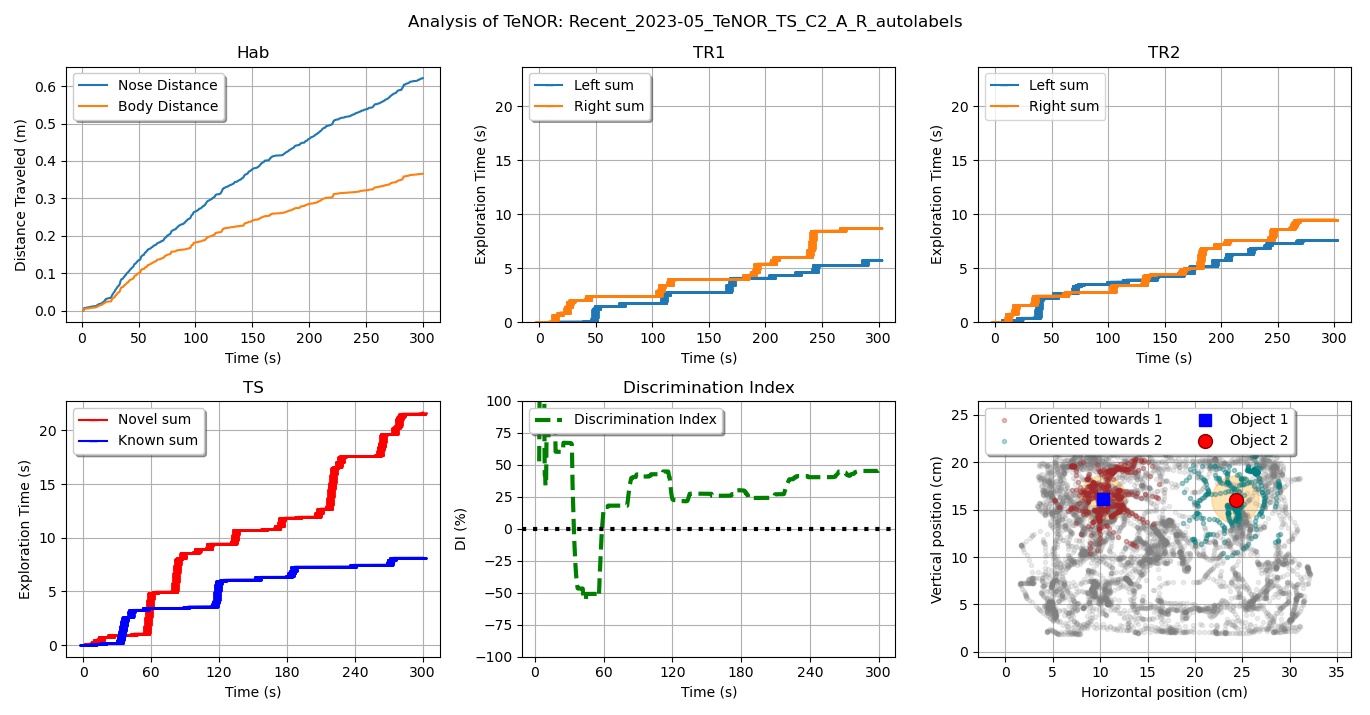 Analysis of TeNOR: Recent_2023-05_TeNOR_TS_C2_A_R_autolabels
Hab
Nose Distance
Body Distance
Distance Traveled (m)
0.6
0.5
0.4
0.3
0.2
0.1
0.0
0 50 100 150 200 250 300
Time (s)
TR1
Left sum
Right sum
Exploration Time (s)
20
15
10
5
0
0 50 100 150 200 250 300
Time (s)
TR2
Left sum
Right sum
Exploration Time (s)
20
15
10
5
0
0 50 100 150 200 250 300
Time (s)
TS
Novel sum
Known sum
Exploration Time (s)
20
15
10
5
0
0 60 120 180 240 300
Time (s)
Discrimination Index
Discrimination Index
DI (%)
100
75
50
25
0
−25
−50
−75
−100
0 60 120 180 240 300
Time (s)
Oriented towards 1 Object 1
Oriented towards 2 Object 2
Vertical position (cm)
25
20
15
10
5
0
0 5 10 15 20 25 30 35
Horizontal position (cm)